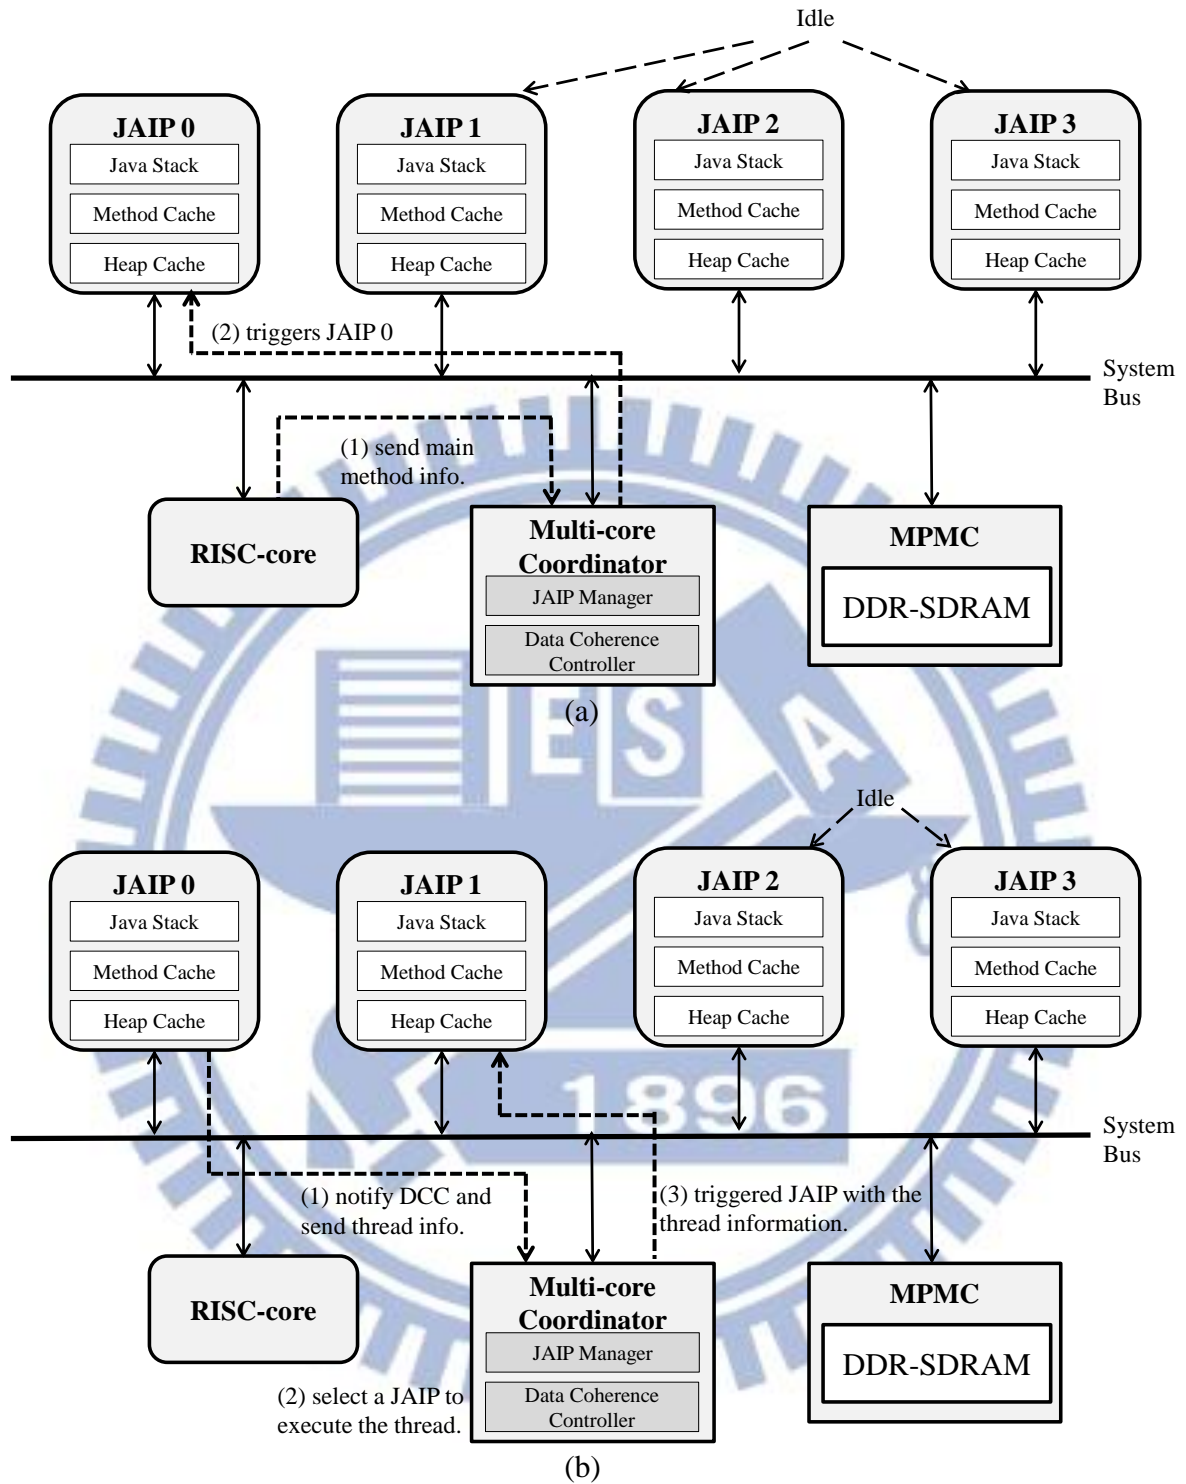 Idle
JAIP 0
Java Stack
Method Cache
Heap Cache
JAIP 1
Java Stack
Method Cache
Heap Cache
JAIP 2
Java Stack
Method Cache
Heap Cache
JAIP 3
Java Stack
Method Cache
Heap Cache
(2) triggers JAIP 0
System
Bus
(1) send main
method info.
RISC-core
Multi-core
Coordinator
JAIP Manager
Data Coherence
Controller
MPMC
DDR-SDRAM
(a)
E S A
Idle
JAIP 0
Java Stack
Method Cache
Heap Cache
JAIP 1
Java Stack
Method Cache
Heap Cache
JAIP 2
Java Stack
Method Cache
Heap Cache
JAIP 3
Java Stack
Method Cache
Heap Cache
1896
System
Bus
(1) notify DCC and
send thread info.
(3) triggered JAIP with the
thread information.
RISC-core
Multi-core
Coordinator
JAIP Manager
Data Coherence
Controller
MPMC
DDR-SDRAM
(2) select a JAIP to
execute the thread.
(b)